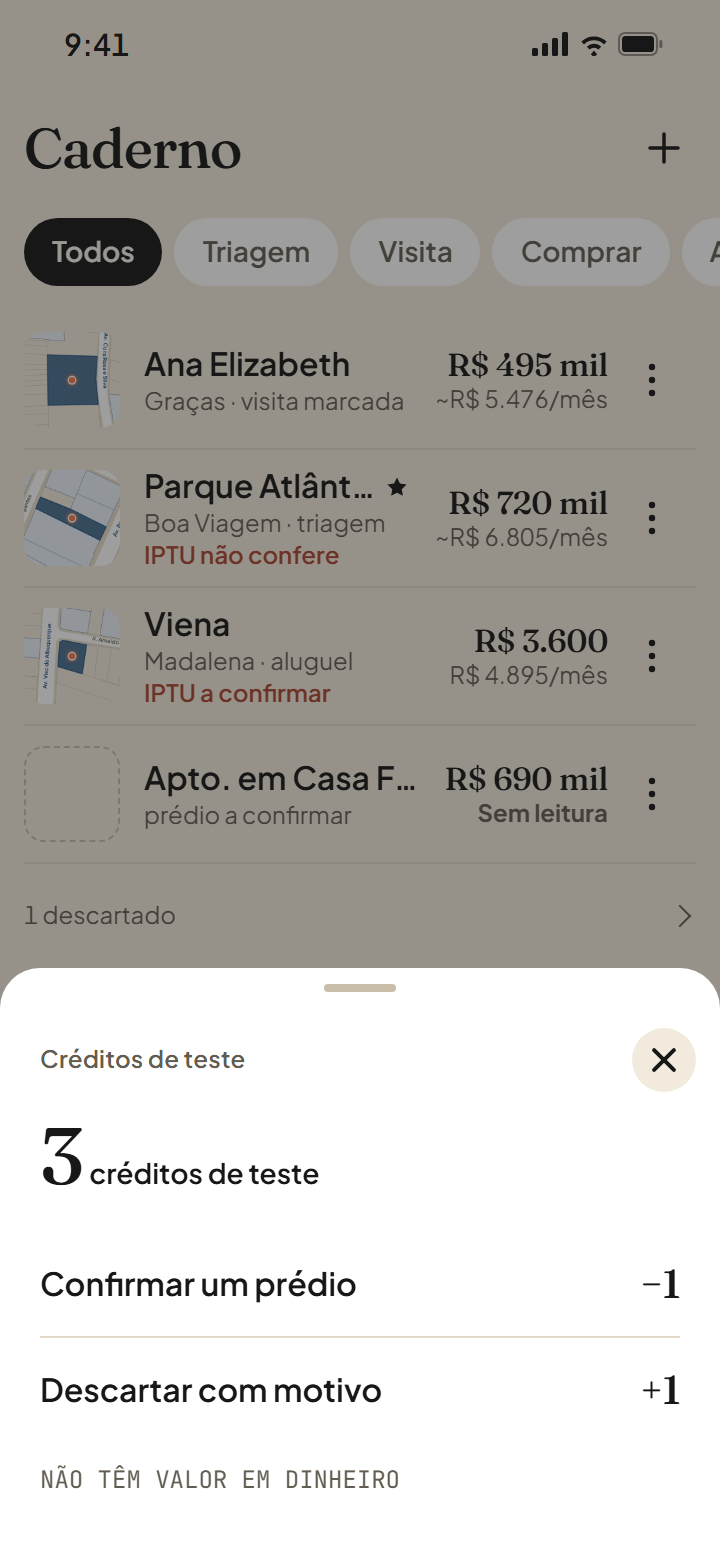 9:41
Caderno
Todos
Triagem
Visita
Comprar
Ana Elizabeth
R$ 495 mil
Graças · visita marcada
~R$ 5.476/mês
Parque Atlânt... ★
R$ 720 mil
Boa Viagem · triagem
~R$ 6.805/mês
IPTU não confere
Viena
R$ 3.600
Madalena · aluguel
R$ 4.895/mês
IPTU a confirmar
Apto. em Casa F...
R$ 690 mil
prédio a confirmar
Sem leitura
1 descartado
Créditos de teste
3 créditos de teste
Confirmar um prédio
−1
Descartar com motivo
+1
NÃO TÊM VALOR EM DINHEIRO